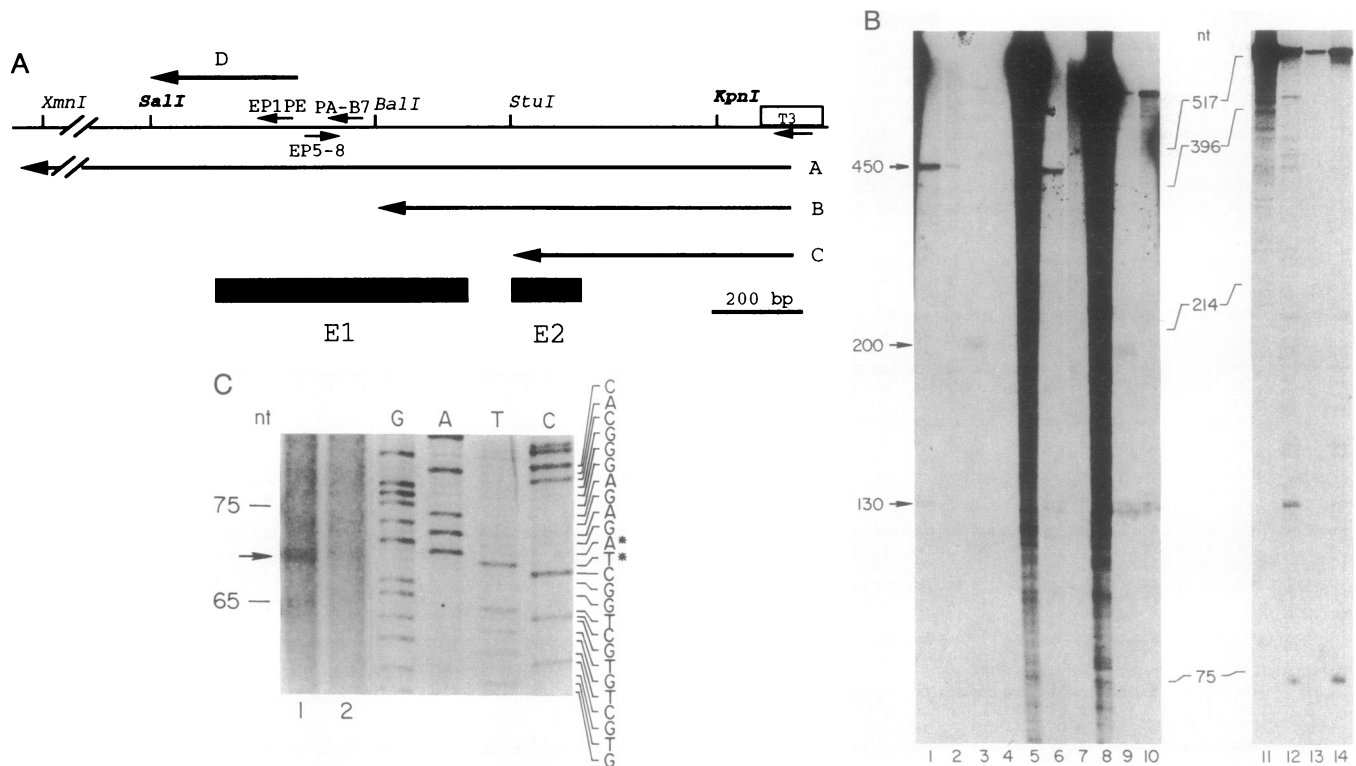 A
D
XmnI SalI EP1PE PA-B7 BalI StuI KpnI
T3
EP5-8
A
B
C
200 bp
E1 E2
B
nt
517
450
396
214
200
130
75
1 2 3 4 5 6 7 8 9 10 11 12 13 14
C
nt G A T C
75
65
1 2
C
A
C
G
G
G
A
G
A
G
A*
T*
C
G
G
T
C
G
T
G
T
C
G
T
G